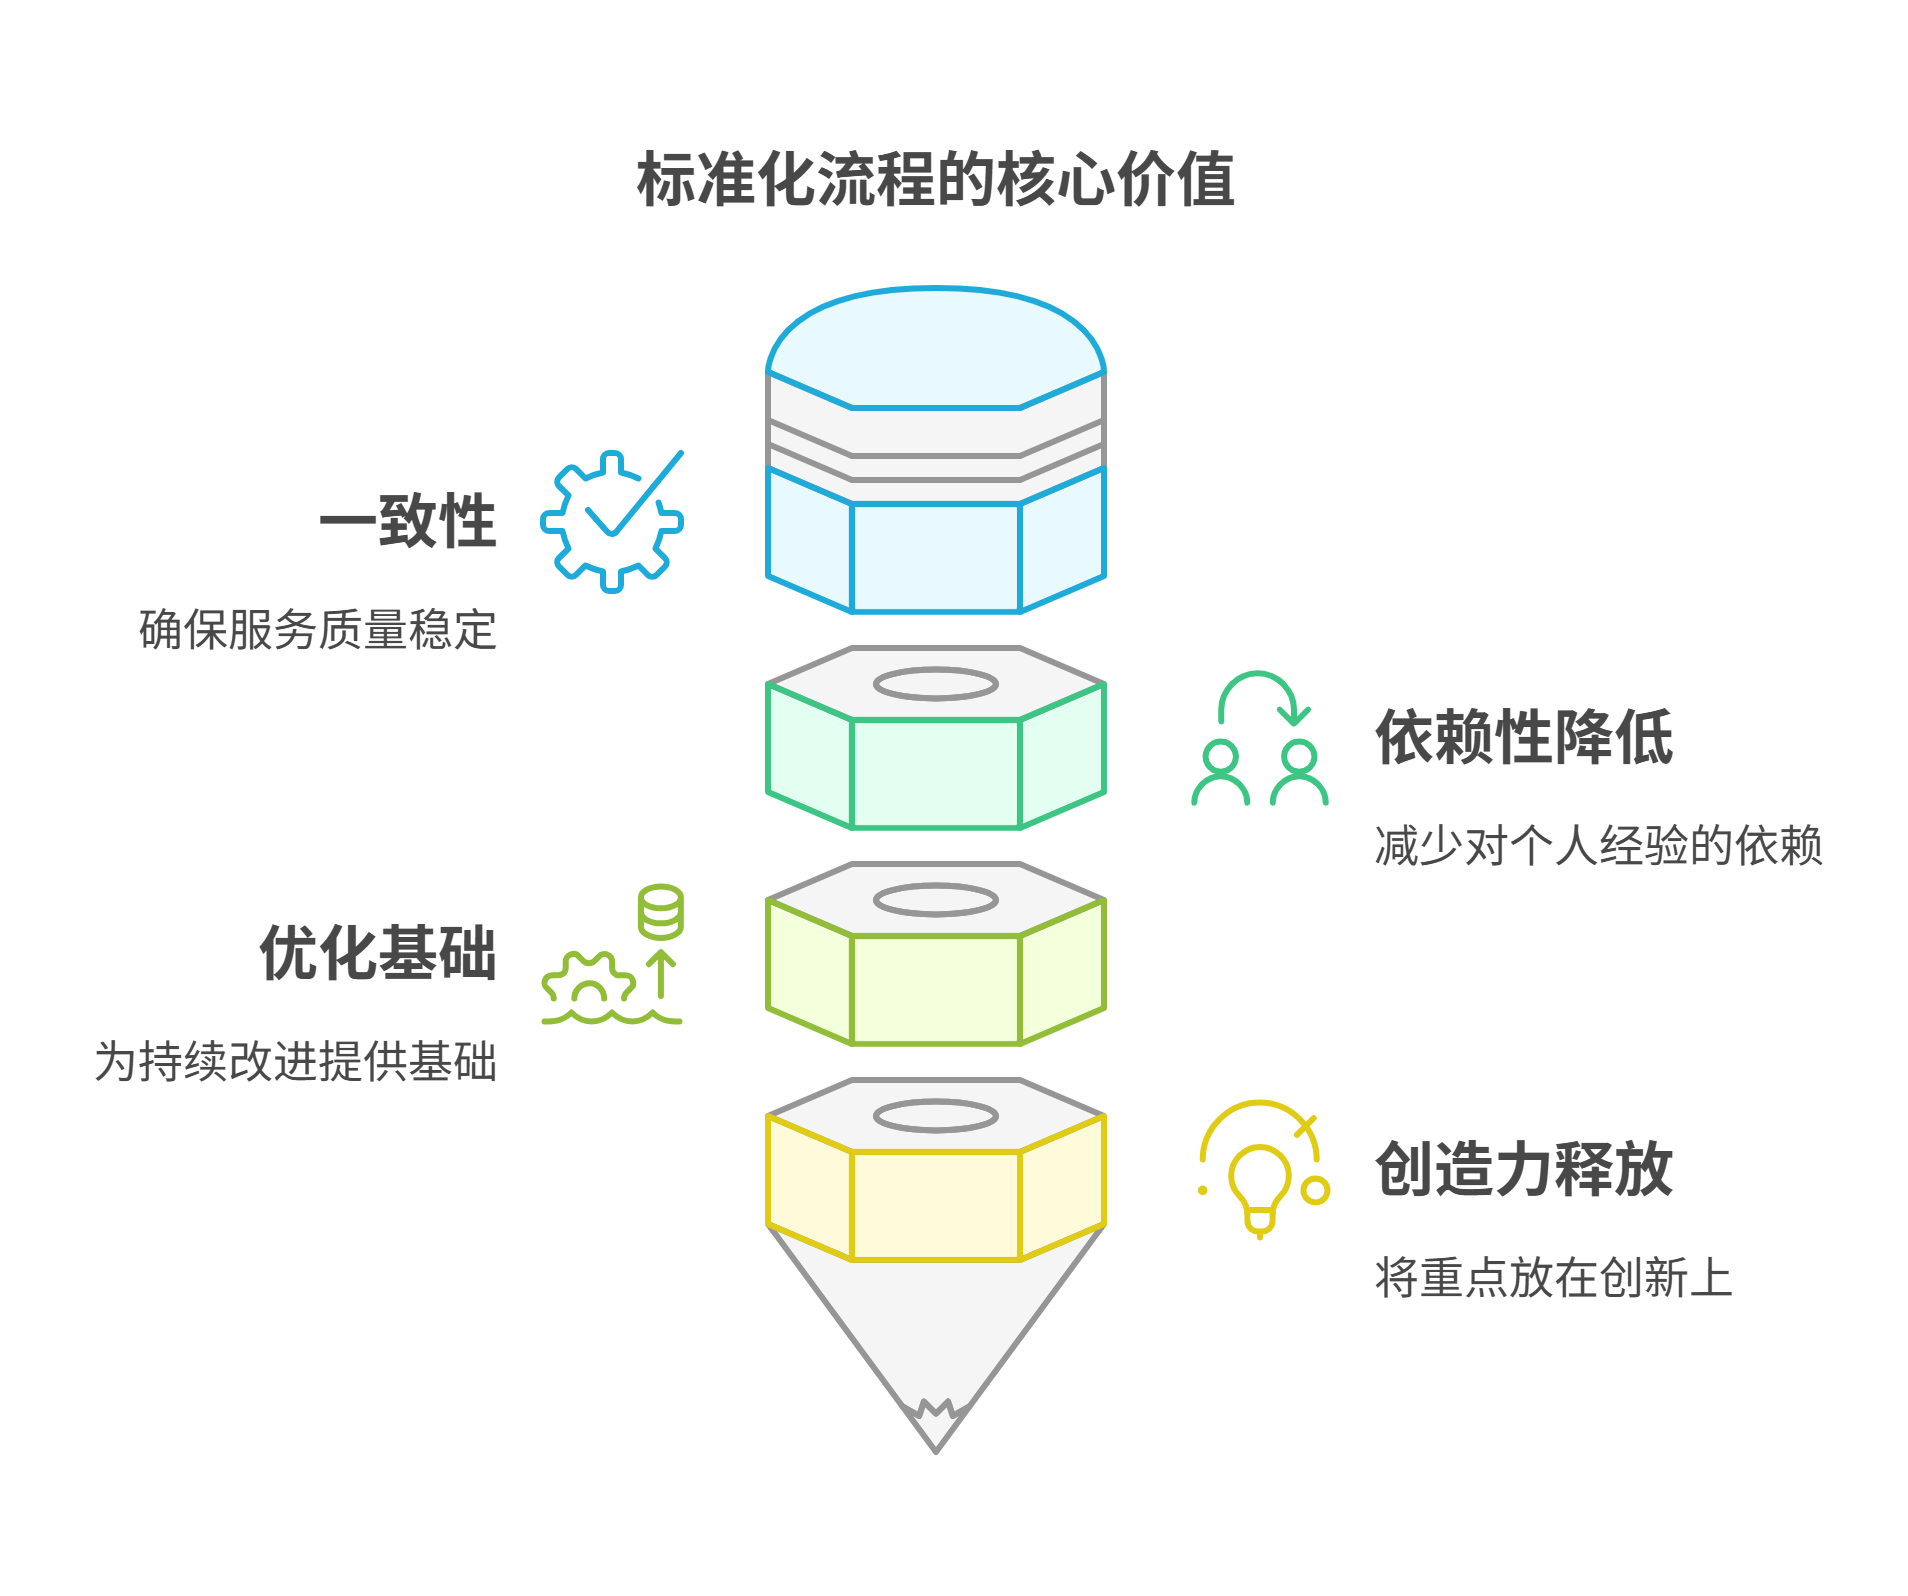 标准化流程的核心价值
一致性
确保服务质量稳定
依赖性降低
减少对个人经验的依赖
优化基础
为持续改进提供基础
创造力释放
将重点放在创新上